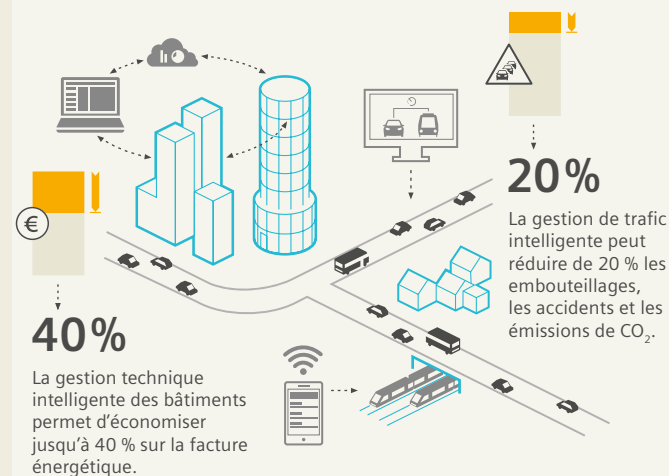 20%
La gestion de trafic
intelligente peut
réduire de 20 % les
embouteillages,
les accidents et les
émissions de CO₂.
€
40%
La gestion technique
intelligente des bâtiments
permet d'économiser
jusqu'à 40 % sur la facture
énergétique.